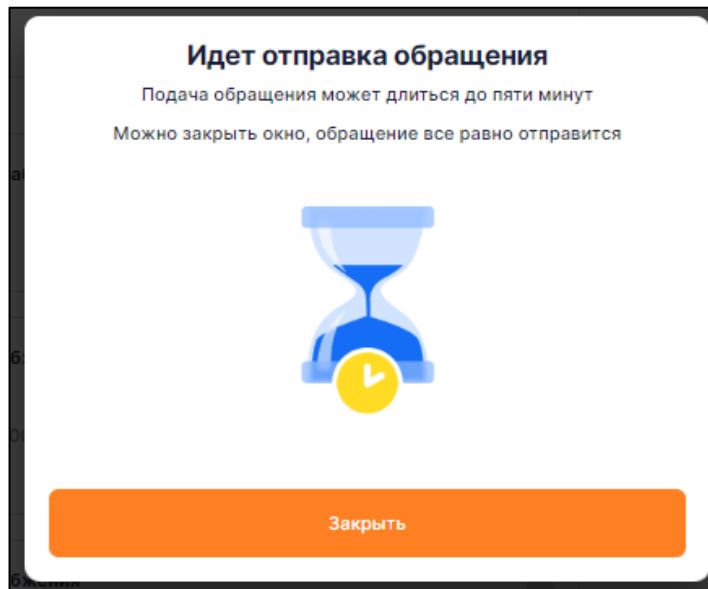 Идет отправка обращения
Подача обращения может длиться до пяти минут
Можно закрыть окно, обращение все равно отправится
Закрыть